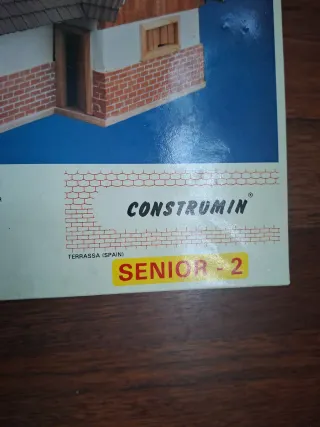 CONSTRUMIN®
TERRASSA (SPAIN)
SENIOR - 2